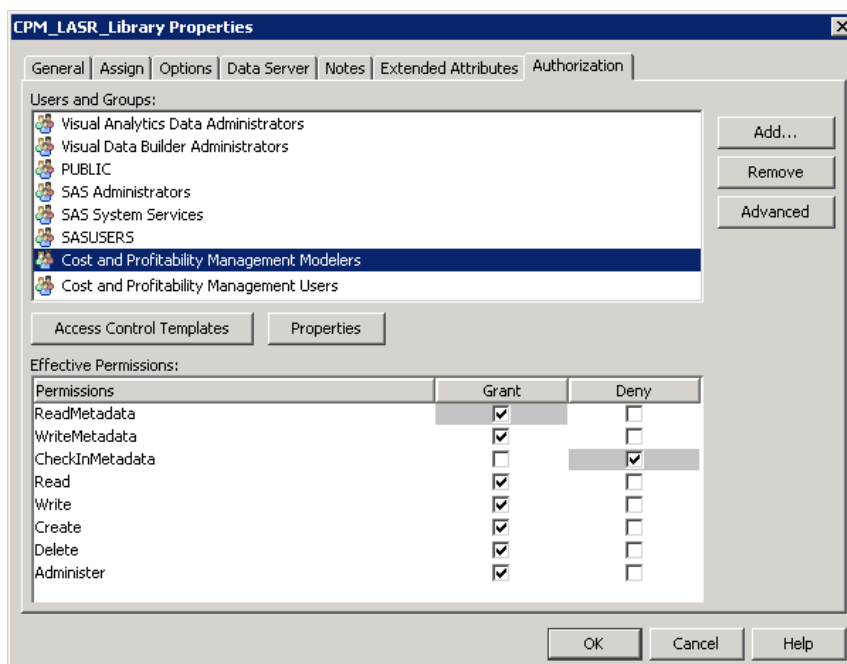 CPM_LASR_Library Properties
General Assign Options Data Server Notes Extended Attributes Authorization
Users and Groups:
Visual Analytics Data Administrators
Visual Data Builder Administrators
PUBLIC
SAS Administrators
SAS System Services
SASUSERS
Cost and Profitability Management Modelers
Cost and Profitability Management Users
Add...
Remove
Advanced
Access Control Templates Properties
Effective Permissions:
Permissions Grant Deny
ReadMetadata
WriteMetadata
CheckInMetadata
Read
Write
Create
Delete
Administer
OK Cancel Help